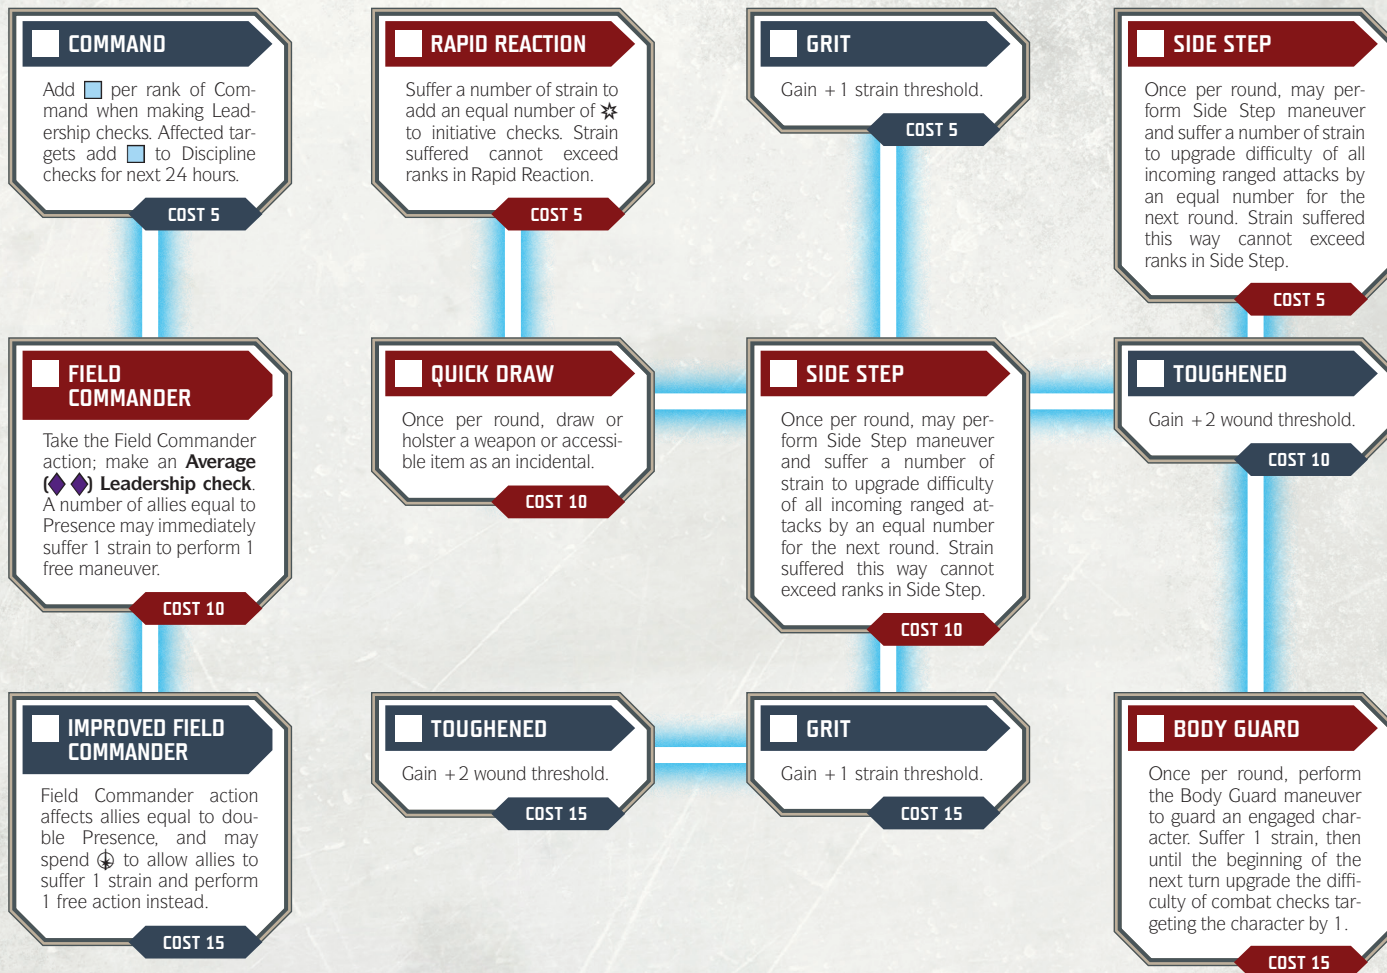 COMMAND
Add per rank of Com-
mand when making Lead-
ership checks. Affected tar-
gets add to Discipline
checks for next 24 hours.
COST 5
RAPID REACTION
Suffer a number of strain to
add an equal number of
to initiative checks. Strain
suffered cannot exceed
ranks in Rapid Reaction.
COST 5
GRIT
Gain +1 strain threshold.
COST 5
SIDE STEP
Once per round, may per-
form Side Step maneuver
and suffer a number of strain
to upgrade difficulty of all
incoming ranged attacks by
an equal number for the
next round. Strain suffered
this way cannot exceed
ranks in Side Step.
COST 5
FIELD
COMMANDER
Take the Field Commander
action; make an Average
() Leadership check.
A number of allies equal to
Presence may immediately
suffer 1 strain to perform 1
free maneuver.
COST 10
QUICK DRAW
Once per round, draw or
holster a weapon or accessi-
ble item as an incidental.
COST 10
SIDE STEP
Once per round, may per-
form Side Step maneuver
and suffer a number of
strain to upgrade difficulty
of all incoming ranged at-
tacks by an equal number
for the next round. Strain
suffered this way cannot
exceed ranks in Side Step.
COST 10
TOUGHENED
Gain +2 wound threshold.
COST 10
IMPROVED FIELD
COMMANDER
Field Commander action
affects allies equal to dou-
ble Presence, and may
spend to allow allies to
suffer 1 strain and perform
1 free action instead.
COST 15
TOUGHENED
Gain +2 wound threshold.
COST 15
GRIT
Gain +1 strain threshold.
COST 15
BODY GUARD
Once per round, perform
the Body Guard maneuver
to guard an engaged char-
acter. Suffer 1 strain, then
until the beginning of the
next turn upgrade the diffi-
culty of combat checks tar-
geting the character by 1.
COST 15